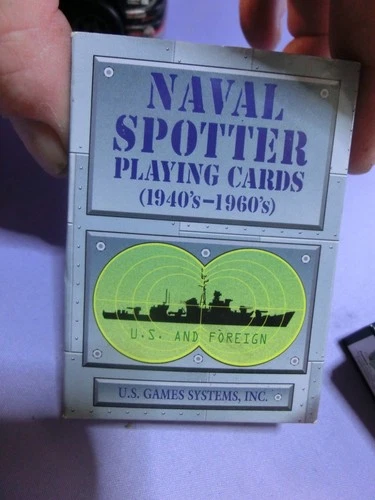 NAVAL
SPOTTER
PLAYING CARDS
(1940's-1960's)
U.S. AND FOREIGN
U.S. GAMES SYSTEMS, INC.